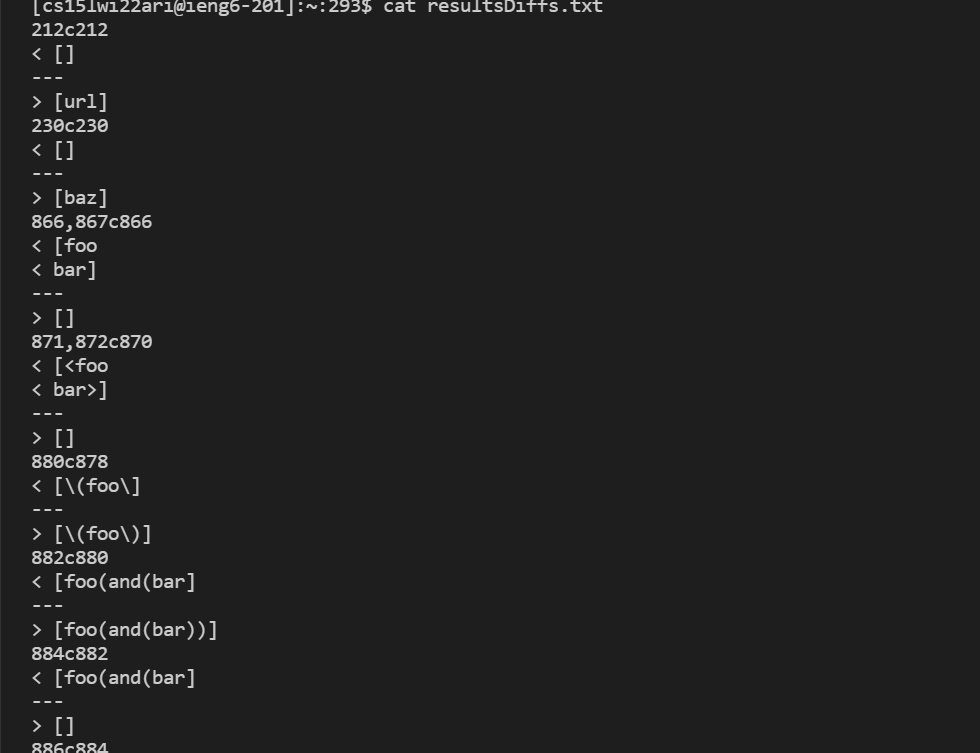 [cs15lwi22ari@ieng6-201]:~:293$ cat resultsDiffs.txt
212c212
< []
---
> [url]
230c230
< []
---
> [baz]
866,867c866
< [foo
< bar]
---
> []
871,872c870
< [<foo
< bar>]
---
> []
880c878
< [\(foo\]
---
> [\(foo\)]
882c880
< [foo(and(bar]
---
> [foo(and(bar))]
884c882
< [foo(and(bar]
---
> []
886c884